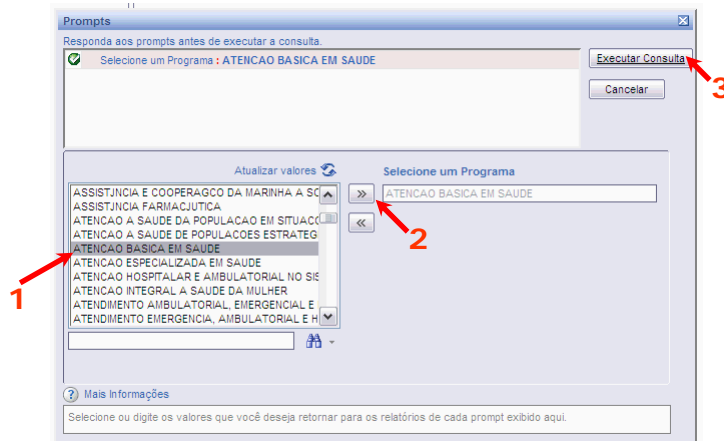 Prompts
Responda aos prompts antes de executar a consulta.
Selecione um Programa : ATENCAO BASICA EM SAUDE
Executar Consulta
3
Cancelar
Atualizar valores
Selecione um Programa
ASSISTJNCIA E COOPERAGCO DA MARINHA A SC
ASSISTJNCIA FARMACJUTICA
ATENCAO A SAUDE DA POPULACAO EM SITUACC
ATENCAO A SAUDE DE POPULACOES ESTRATEG
ATENCAO BASICA EM SAUDE
ATENCAO ESPECIALIZADA EM SAUDE
ATENCAO HOSPITALAR E AMBULATORIAL NO SIS
ATENCAO INTEGRAL A SAUDE DA MULHER
ATENDIMENTO AMBULATORIAL, EMERGENCIAL E
ATENDIMENTO EMERGENCIA, AMBULATORIAL E H
1
>>
<<
2
ATENCAO BASICA EM SAUDE
? Mais Informações
Selecione ou digite os valores que você deseja retornar para os relatórios de cada prompt exibido aqui.